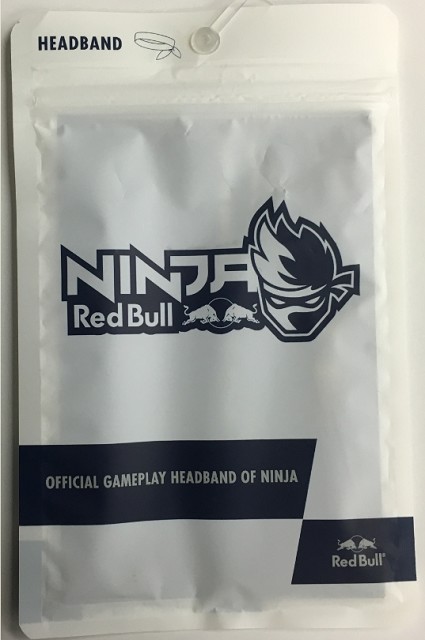 HEADBAND
NINJA
Red Bull
OFFICIAL GAMEPLAY HEADBAND OF NINJA
Red Bull®